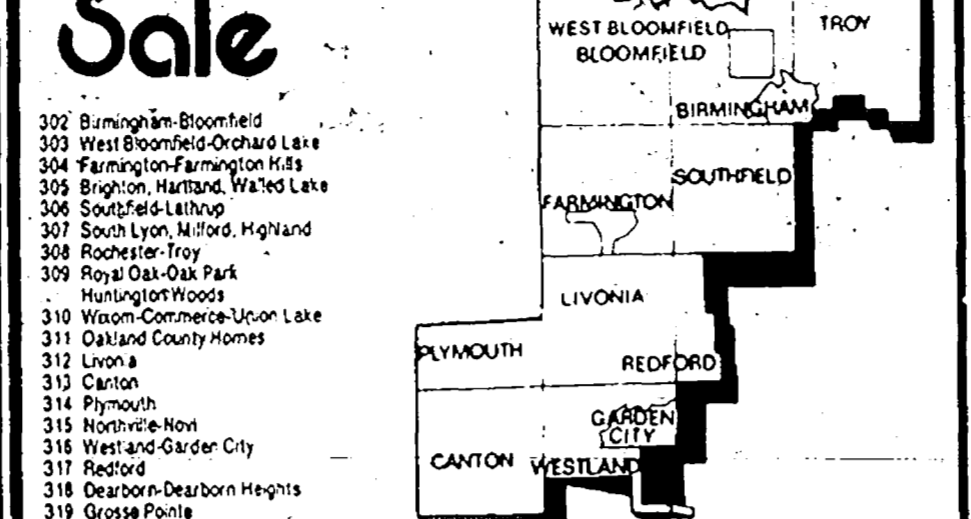 Sale
302 Birmingham-Bloomfield
303 West Bloomfield-Orchard Lake
304 Farmington-Farmington Hills
305 Brighton, Hartland, Walled Lake
306 Southfield-Lathrup
307 South Lyon, Milford, Highland
308 Rochester-Troy
309 Royal Oak-Oak Park
Huntington Woods
310 Wixom-Commerce-Union Lake
311 Oakland County Homes
312 Livonia
313 Canton
314 Plymouth
315 Northville-Novi
316 Westland-Garden City
317 Redford
318 Dearborn-Dearborn Heights
319 Grosse Pointe
WEST BLOOMFIELD
BLOOMFIELD
TROY
BIRMINGHAM
SOUTHFIELD
FARMINGTON
LIVONIA
PLYMOUTH
REDFORD
GARDEN
CITY
CANTON
WESTLAND